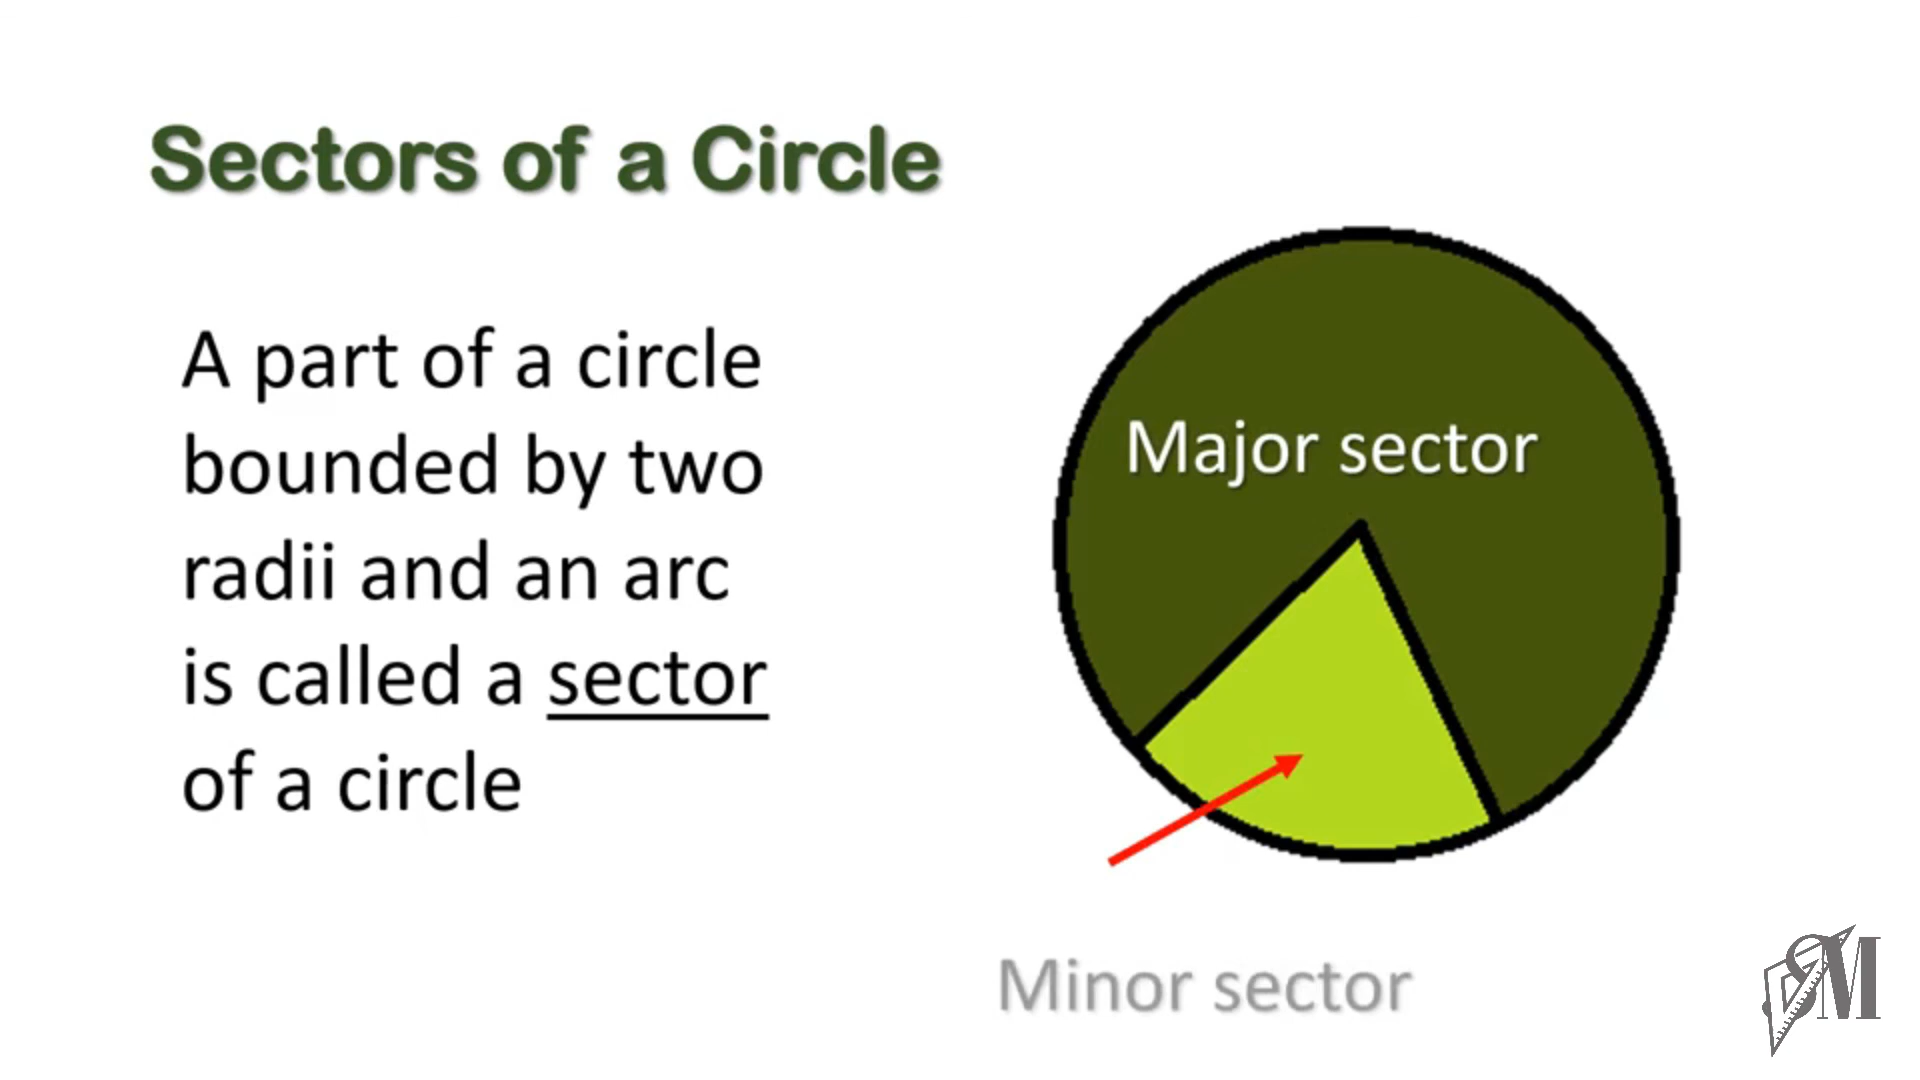 Sectors of a Circle
A part of a circle
bounded by two
radii and an arc
is called a sector
of a circle
Major sector
Minor sector
SM